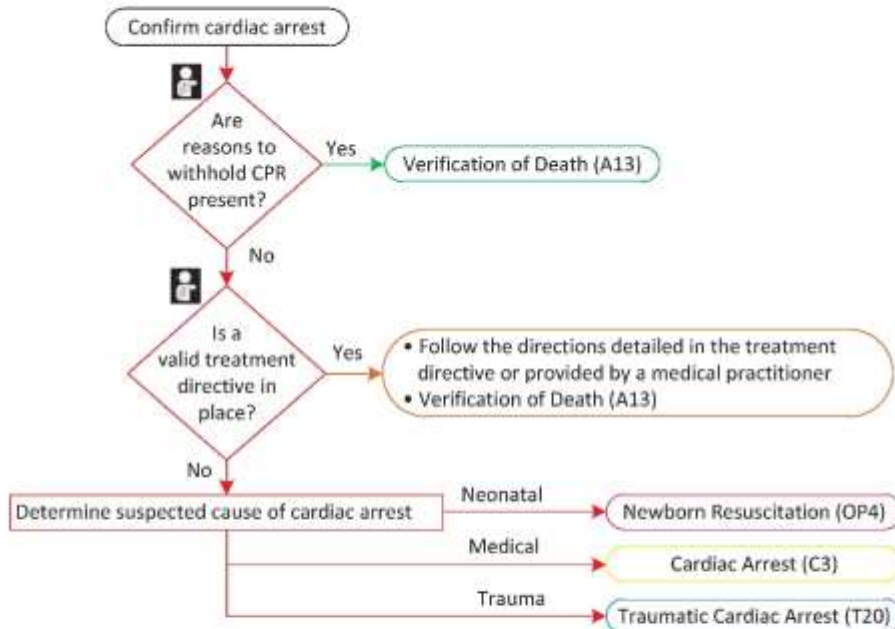 Confirm cardiac arrest
Are
reasons to
withhold CPR
present?
Yes
Verification of Death (A13)
No
Is a
valid treatment
directive in
place?
Yes
• Follow the directions detailed in the treatment
directive or provided by a medical practitioner
• Verification of Death (A13)
No
Determine suspected cause of cardiac arrest
Neonatal
Newborn Resuscitation (OP4)
Medical
Cardiac Arrest (C3)
Trauma
Traumatic Cardiac Arrest (T20)